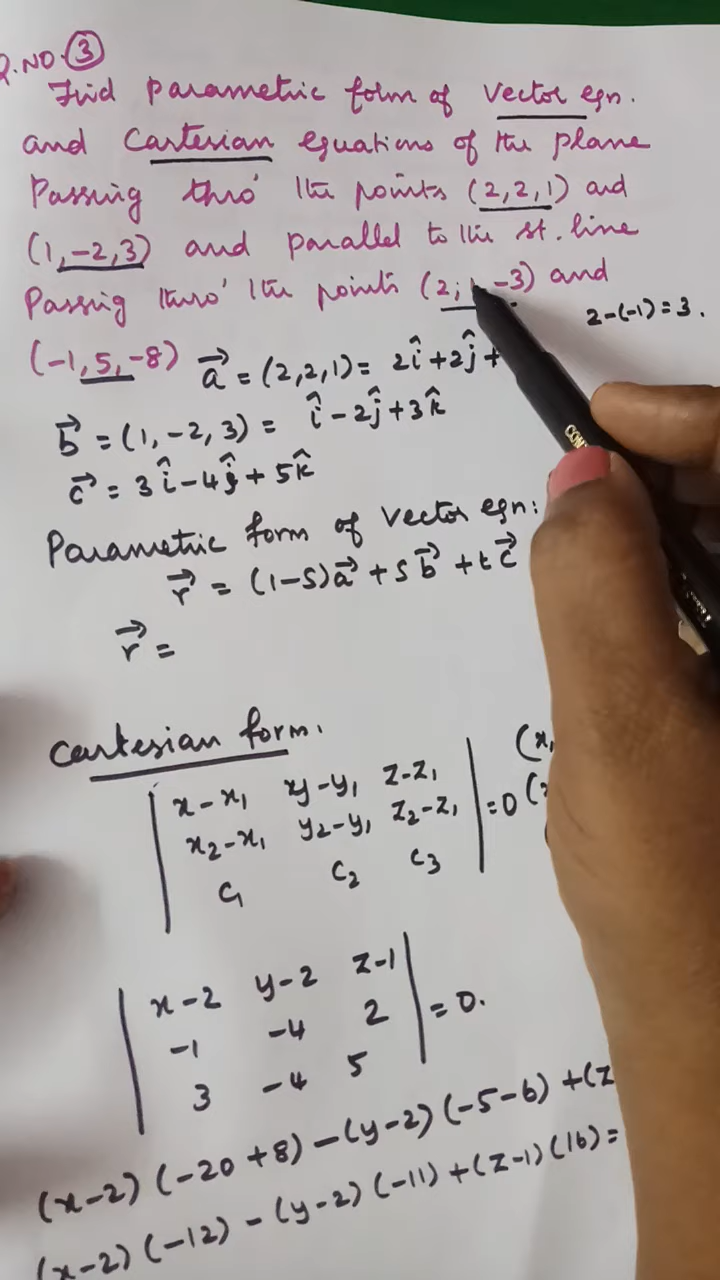 Q.NO. 3
Find parametric form of vector eqn.
and Cartesian equations of the plane
Passing thro' the points (2,2,1) and
(1,-2,3) and parallel to the st. line
Passing thro' the points (2, -3) and
2-(-1)=3.
(-1,5,-8) a⃗ = (2,2,1) = 2î+2ĵ+
b⃗ = (1,-2,3) = î-2ĵ+3k̂
c⃗ = 3î-4ĵ+5k̂
Parametric form of vector eqn:
r⃗ = (1-s)a⃗ + sb⃗ + tc⃗
r⃗ =
Cartesian form.
| x-x₁ y-y₁ z-z₁ |
| x₂-x₁ y₂-y₁ z₂-z₁ | =0
| c₁ c₂ c₃ |
| x-2 y-2 z-1 |
| -1 -4 2 | =0.
| 3 -4 5 |
(x-2)(-20+8)-(y-2)(-5-6)+(z
(x-2)(-12)-(y-2)(-11)+(z-1)(16)=